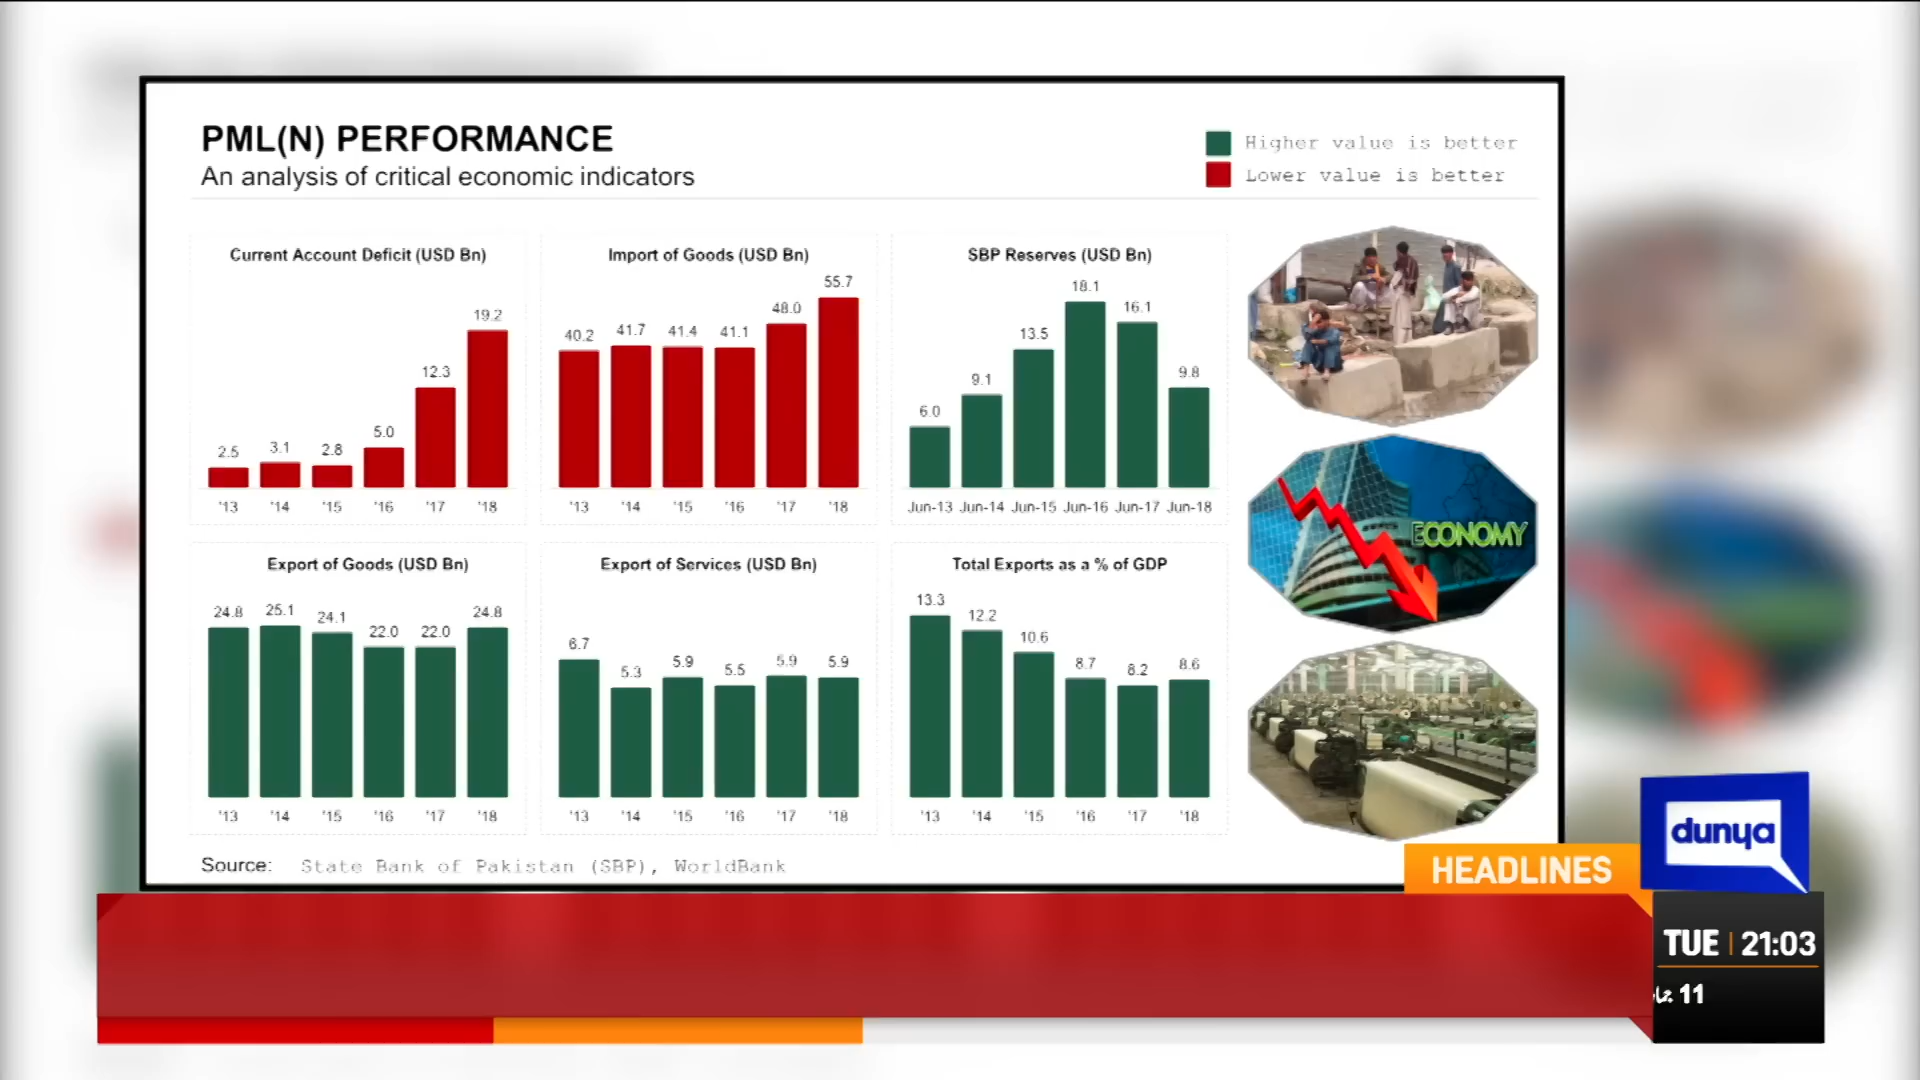 PML(N) PERFORMANCE
An analysis of critical economic indicators
Higher value is better
Lower value is better
Current Account Deficit (USD Bn)
2.5 3.1 2.8 5.0 12.3 19.2
'13 '14 '15 '16 '17 '18
Import of Goods (USD Bn)
40.2 41.7 41.4 41.1 48.0 55.7
'13 '14 '15 '16 '17 '18
SBP Reserves (USD Bn)
6.0 9.1 13.5 18.1 16.1 9.8
Jun-13 Jun-14 Jun-15 Jun-16 Jun-17 Jun-18
ECONOMY
Export of Goods (USD Bn)
24.8 25.1 24.1 22.0 22.0 24.8
'13 '14 '15 '16 '17 '18
Export of Services (USD Bn)
6.7 5.3 5.9 5.5 5.9 5.9
'13 '14 '15 '16 '17 '18
Total Exports as a % of GDP
13.3 12.2 10.6 8.7 8.2 8.6
'13 '14 '15 '16 '17 '18
Source: State Bank of Pakistan (SBP), WorldBank
dunya
HEADLINES
TUE 21:03
11